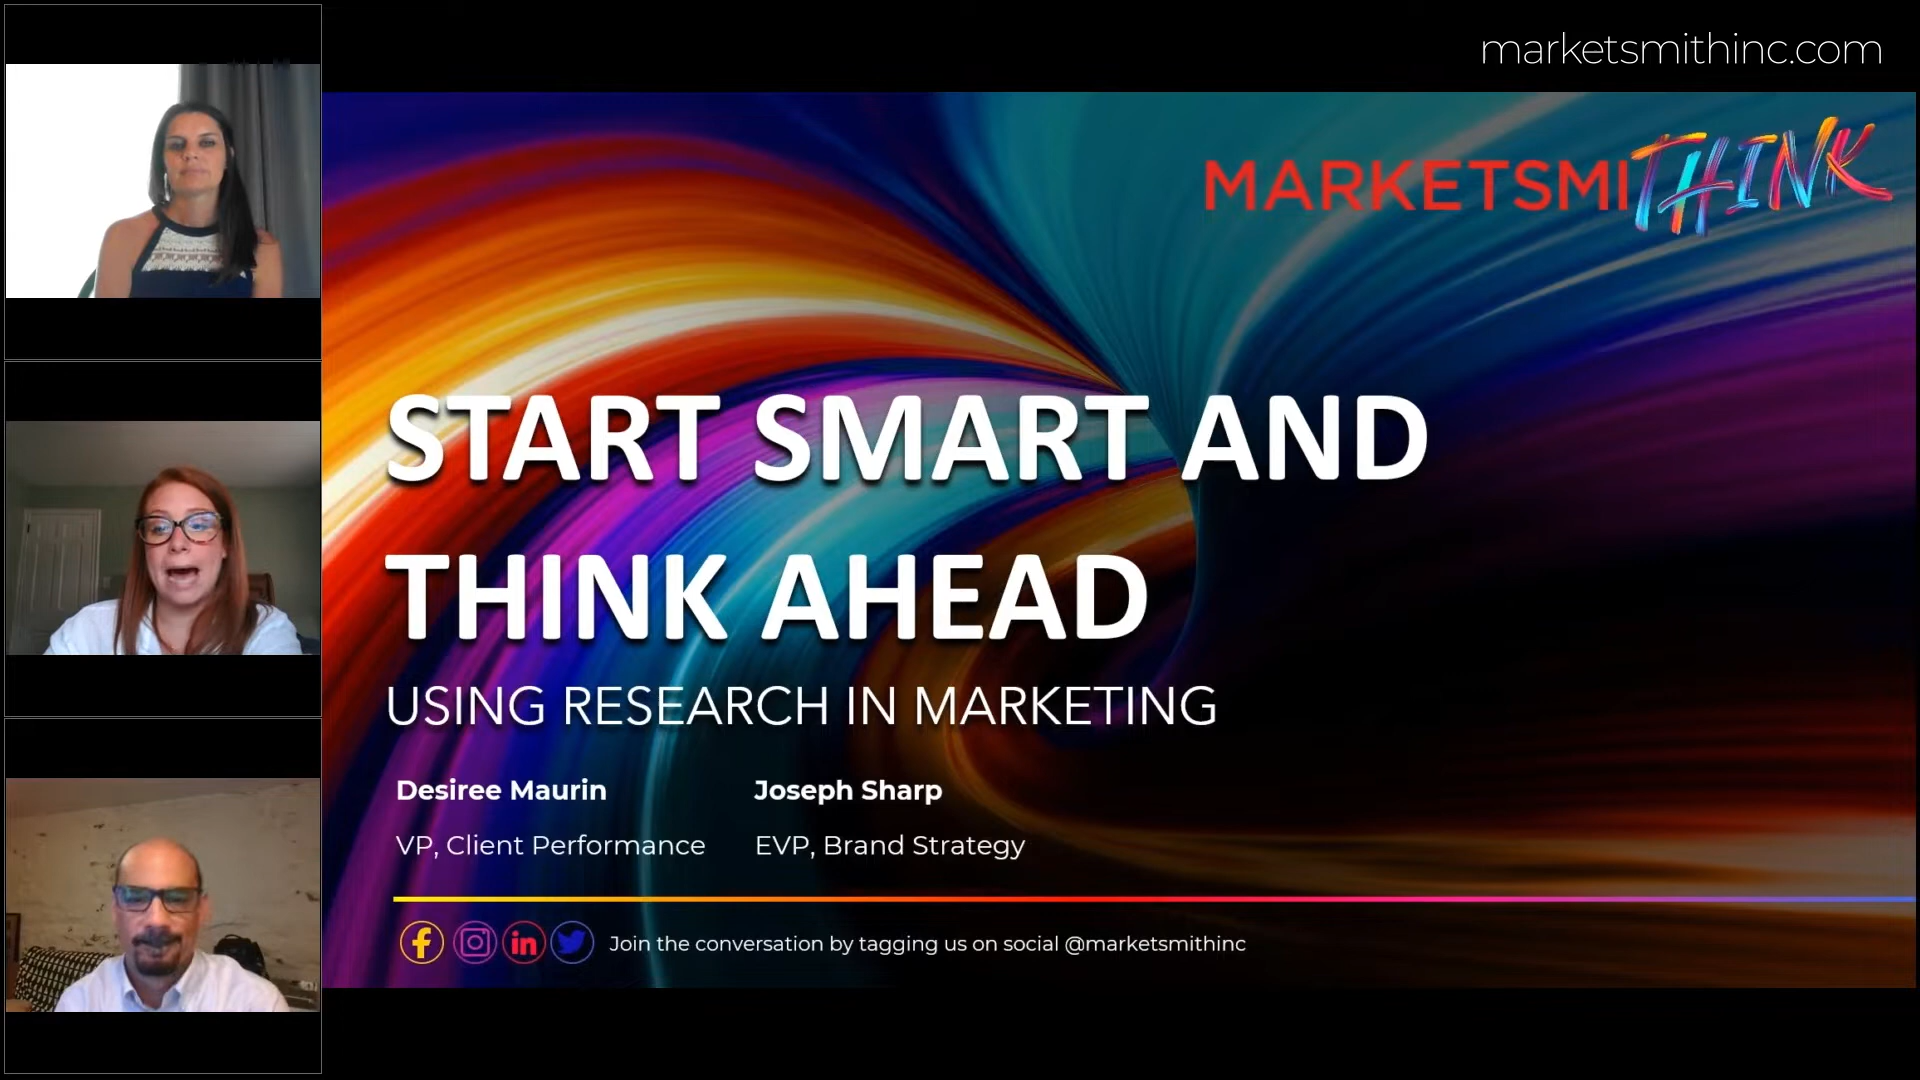 marketsmithinc.com
MARKETSMITHINK
START SMART AND
THINK AHEAD
USING RESEARCH IN MARKETING
Desiree Maurin
Joseph Sharp
VP, Client Performance
EVP, Brand Strategy
Join the conversation by tagging us on social @marketsmithinc